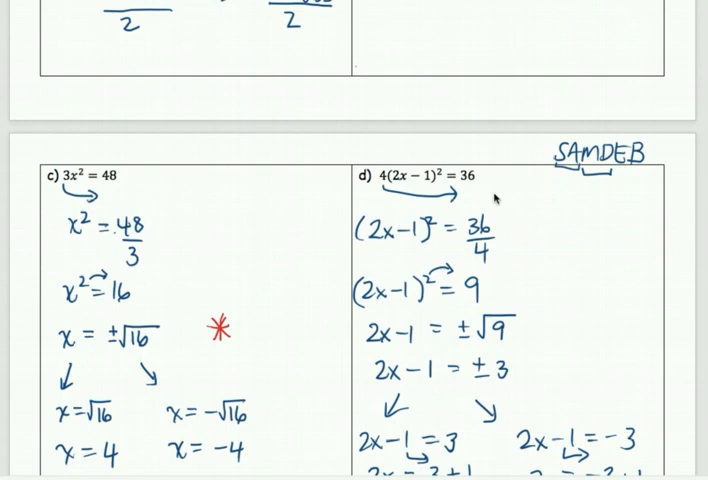 2
2
SAMDEB
c) 3x² = 48
x² = 48/3
x² = 16
x = ±√16
x = √16 x = -√16
x = 4 x = -4
d) 4(2x − 1)² = 36
(2x-1)² = 36/4
(2x-1)² = 9
2x-1 = ±√9
2x-1 = ±3
2x-1 = 3 2x-1 = -3